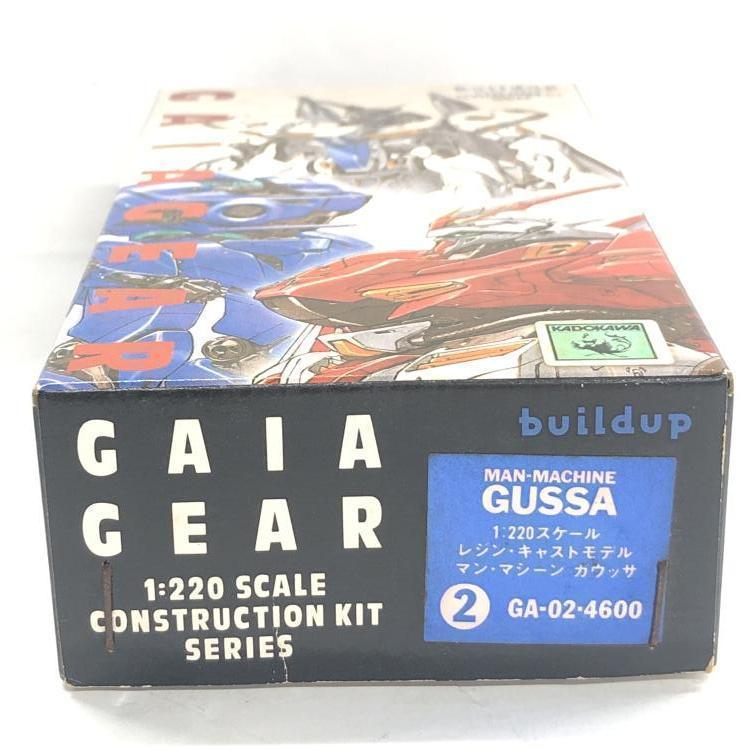 GAIA GEAR
KADOKAWA
GAIA
GEAR
1:220 SCALE
CONSTRUCTION KIT
SERIES
buildup
MAN-MACHINE
GUSSA
1:220スケール
レジン・キャストモデル
マン・マシーン ガウッサ
2 GA-02-4600